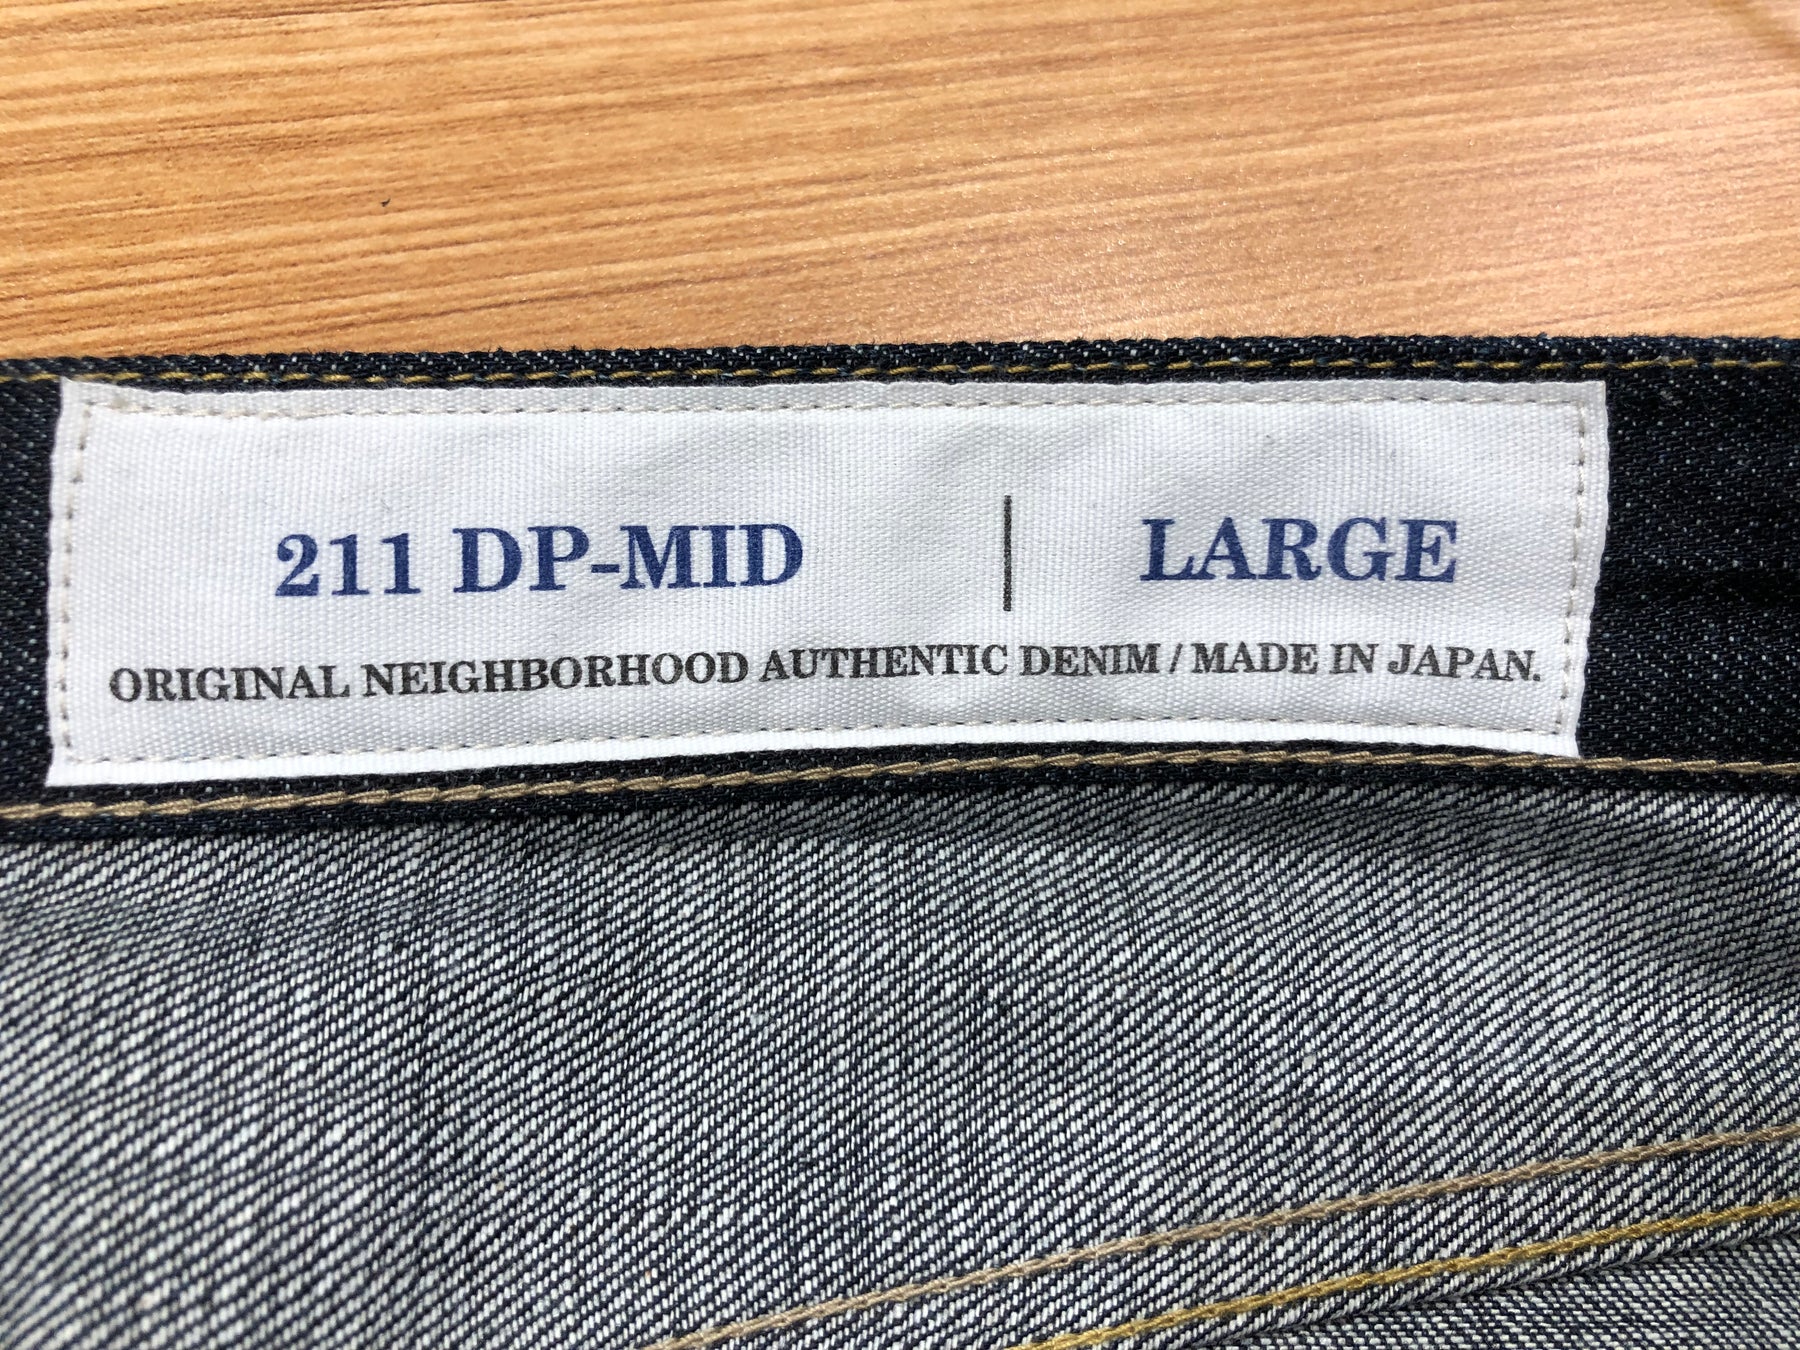 211 DP-MID | LARGE
ORIGINAL NEIGHBORHOOD AUTHENTIC DENIM / MADE IN JAPAN.